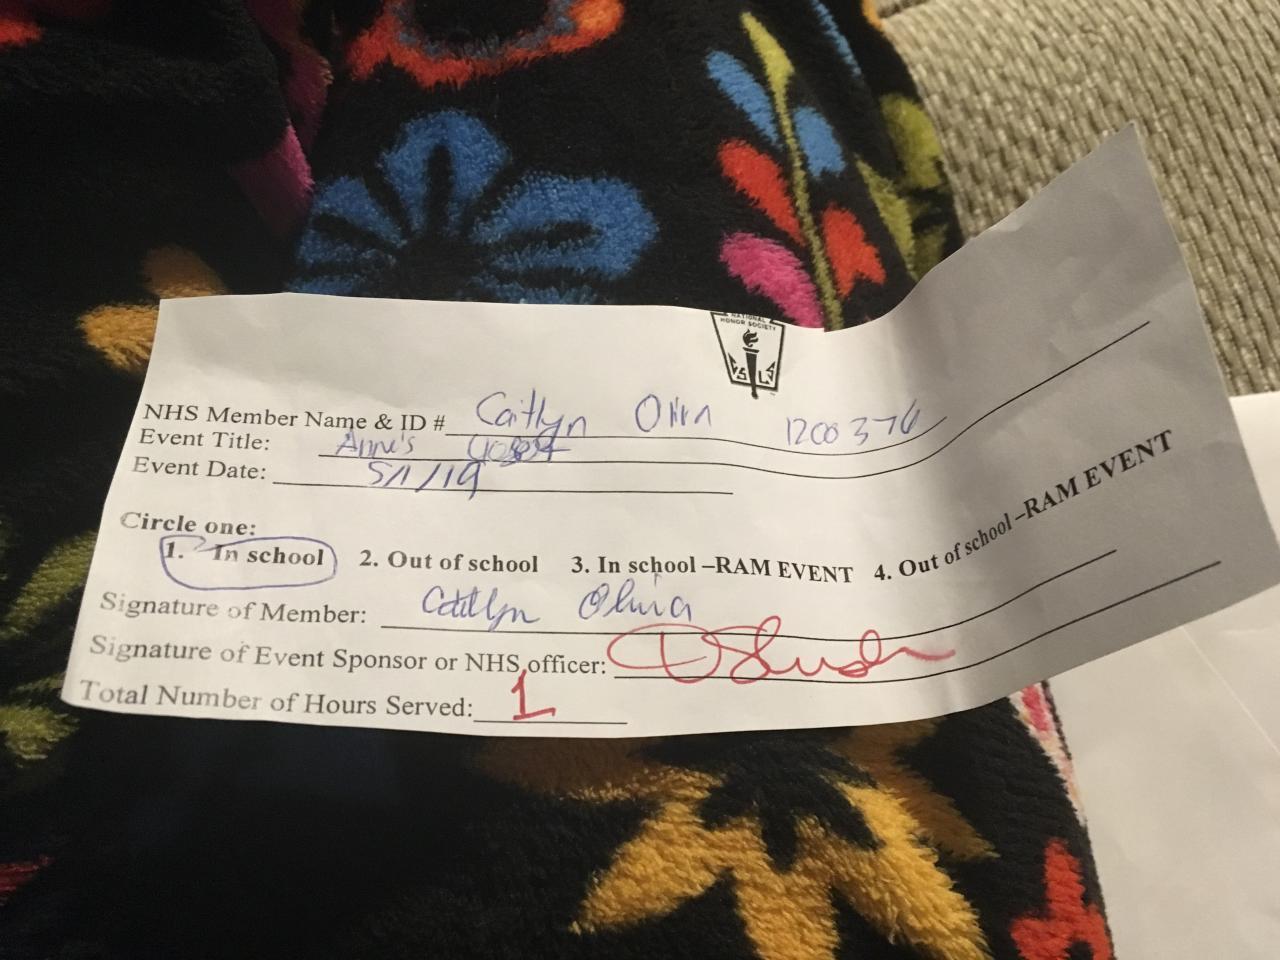 NATIONAL
HONOR SOCIETY
S L
NHS Member Name & ID # Caitlyn 1200376
Event Title: Anne's
Event Date: 5/1/19
Circle one:
1. In school 2. Out of school 3. In school –RAM EVENT 4. Out of school –RAM EVENT
Signature of Member: Caitlyn Olivia
Signature of Event Sponsor or NHS officer:
Total Number of Hours Served: 1